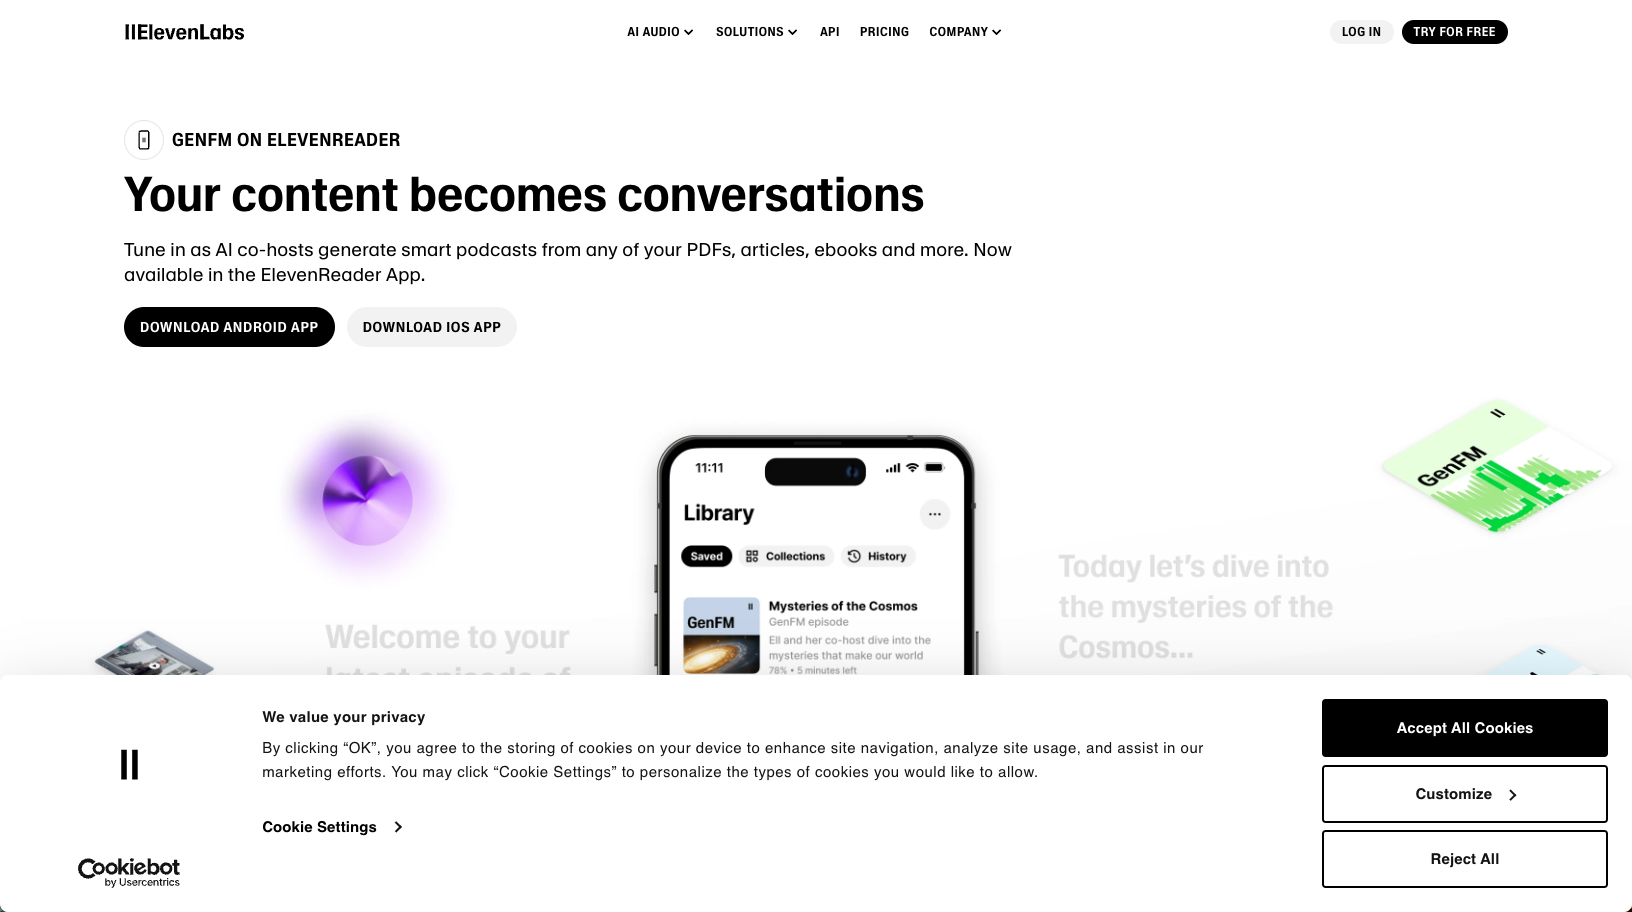 IIElevenLabs
AI AUDIO
SOLUTIONS
API
PRICING
COMPANY
LOG IN
TRY FOR FREE
GENFM ON ELEVENREADER
Your content becomes conversations
Tune in as AI co-hosts generate smart podcasts from any of your PDFs, articles, ebooks and more. Now
available in the ElevenReader App.
DOWNLOAD ANDROID APP
DOWNLOAD IOS APP
11:11
Library
Saved
Collections
History
GenFM
Mysteries of the Cosmos
GenFM episode
Ell and her co-host dive into the
mysteries that make our world
78% • 5 minutes left
Welcome to your
latest episode of
Today let's dive into
the mysteries of the
Cosmos...
GenFM
We value your privacy
By clicking “OK”, you agree to the storing of cookies on your device to enhance site navigation, analyze site usage, and assist in our
marketing efforts. You may click “Cookie Settings” to personalize the types of cookies you would like to allow.
Cookie Settings
Accept All Cookies
Customize
Reject All
Cookiebot
by Usercentrics